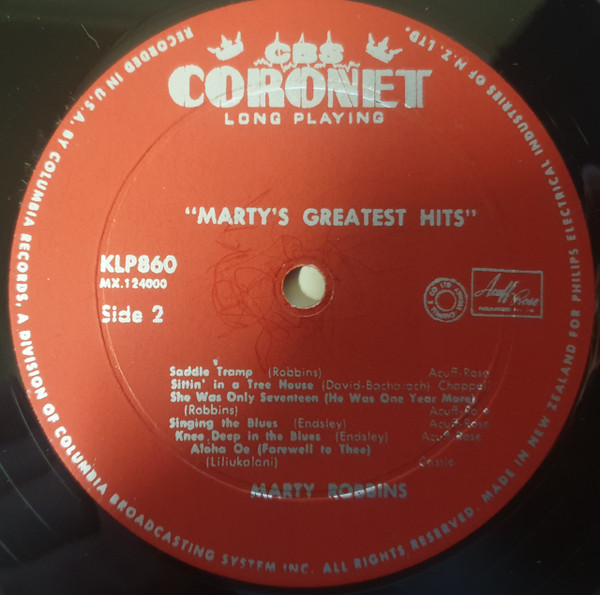 CBS
CORONET
LONG PLAYING
"MARTY'S GREATEST HITS"
KLP860
MX.124000
Side 2
Acuff-Rose
Saddle Tramp (Robbins) Acuff-Rose
Sittin' in a Tree House (David-Bacharach) Chappell
She Was Only Seventeen (He Was One Year More)
(Robbins) Acuff-Rose
Singing the Blues (Endsley) Acuff-Rose
Knee Deep in the Blues (Endsley) Acuff-Rose
Aloha Oe (Farewell to Thee)
(Liliukalani)
MARTY ROBBINS
RECORDED IN U.S.A. BY COLUMBIA RECORDS, A DIVISION OF COLUMBIA BROADCASTING SYSTEM INC. ALL RIGHTS RESERVED. MADE IN NEW ZEALAND FOR PHILIPS ELECTRICAL INDUSTRIES OF N.Z. LTD.